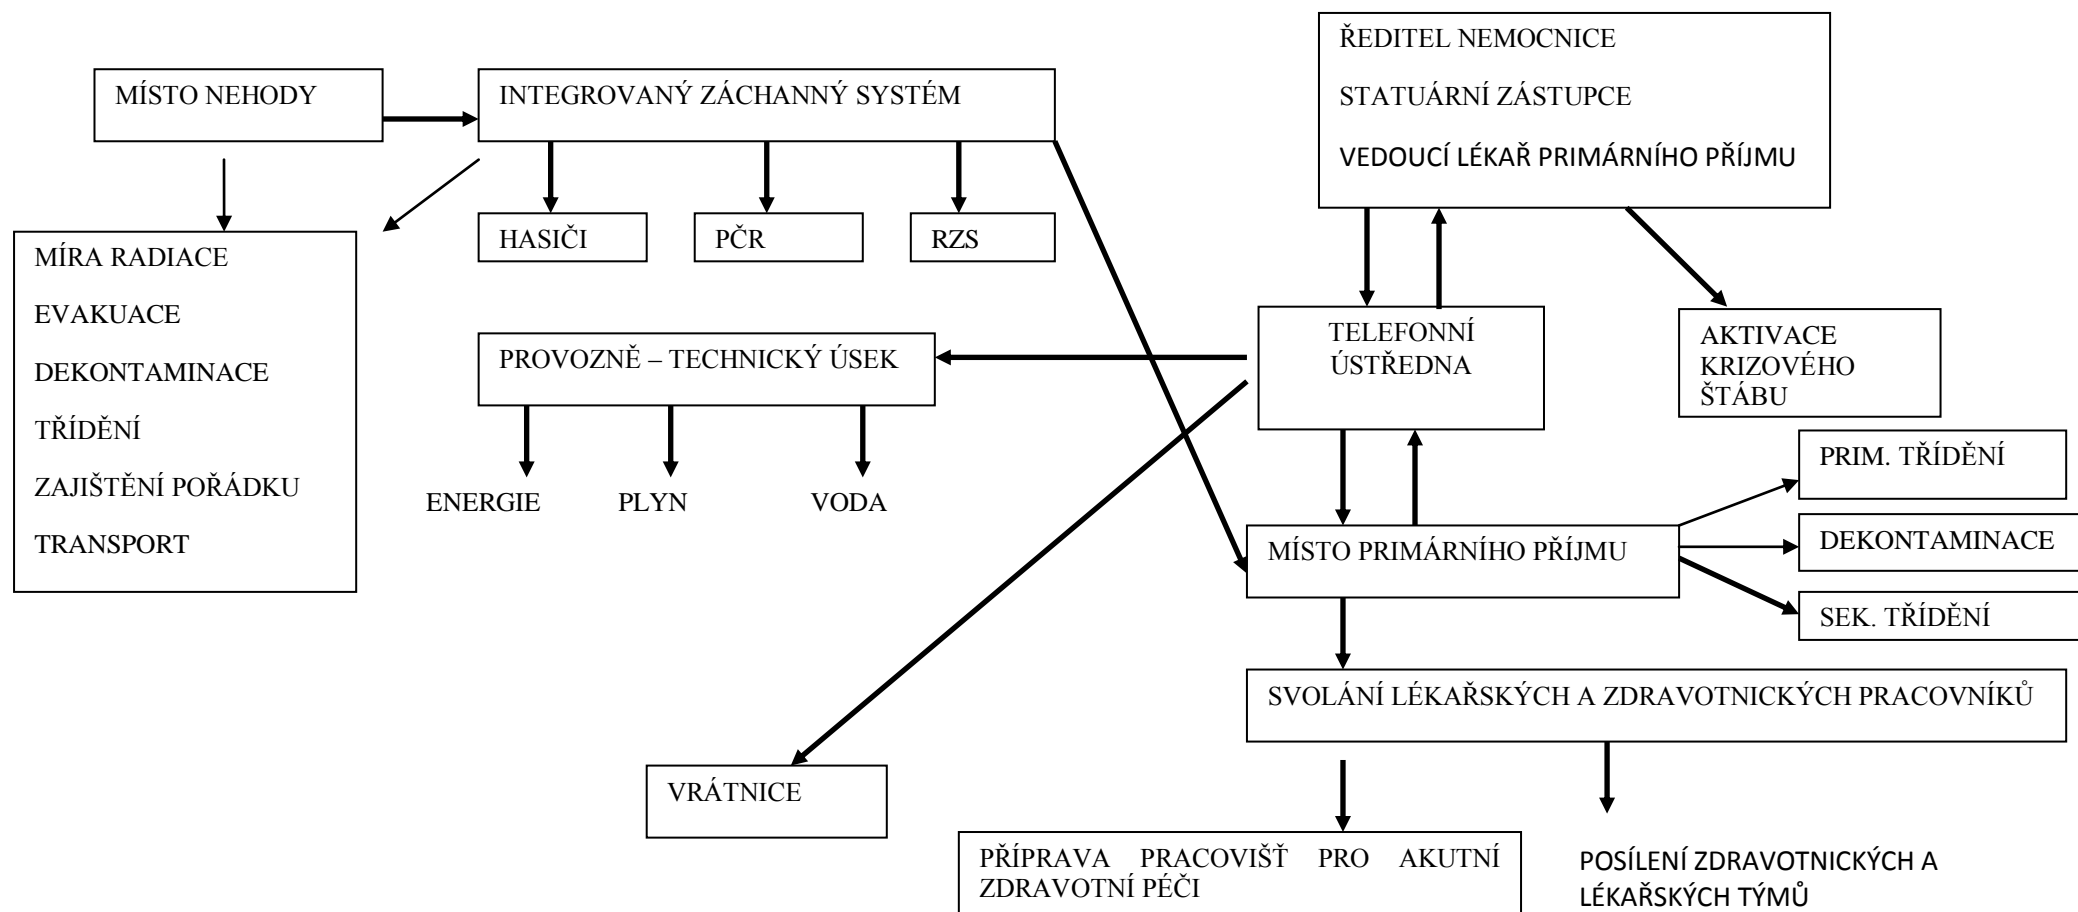 ŘEDITEL NEMOCNICE
STATUÁRNÍ ZÁSTUPCE
VEDOUCÍ LÉKAŘ PRIMÁRNÍHO PŘÍJMU
MÍSTO NEHODY
INTEGROVANÝ ZÁCHANNÝ SYSTÉM
HASIČI
PČR
RZS
MÍRA RADIACE
EVAKUACE
DEKONTAMINACE
TŘÍDĚNÍ
ZAJIŠTĚNÍ POŘÁDKU
TRANSPORT
PROVOZNĚ – TECHNICKÝ ÚSEK
ENERGIE
PLYN
VODA
TELEFONNÍ
ÚSTŘEDNA
AKTIVACE
KRIZOVÉHO
ŠTÁBU
PRIM. TŘÍDĚNÍ
MÍSTO PRIMÁRNÍHO PŘÍJMU
DEKONTAMINACE
SEK. TŘÍDĚNÍ
SVOLÁNÍ LÉKAŘSKÝCH A ZDRAVOTNICKÝCH PRACOVNÍKŮ
VRÁTNICE
PŘÍPRAVA PRACOVIŠŤ PRO AKUTNÍ
ZDRAVOTNÍ PÉČI
POSÍLENÍ ZDRAVOTNICKÝCH A
LÉKAŘSKÝCH TÝMŮ